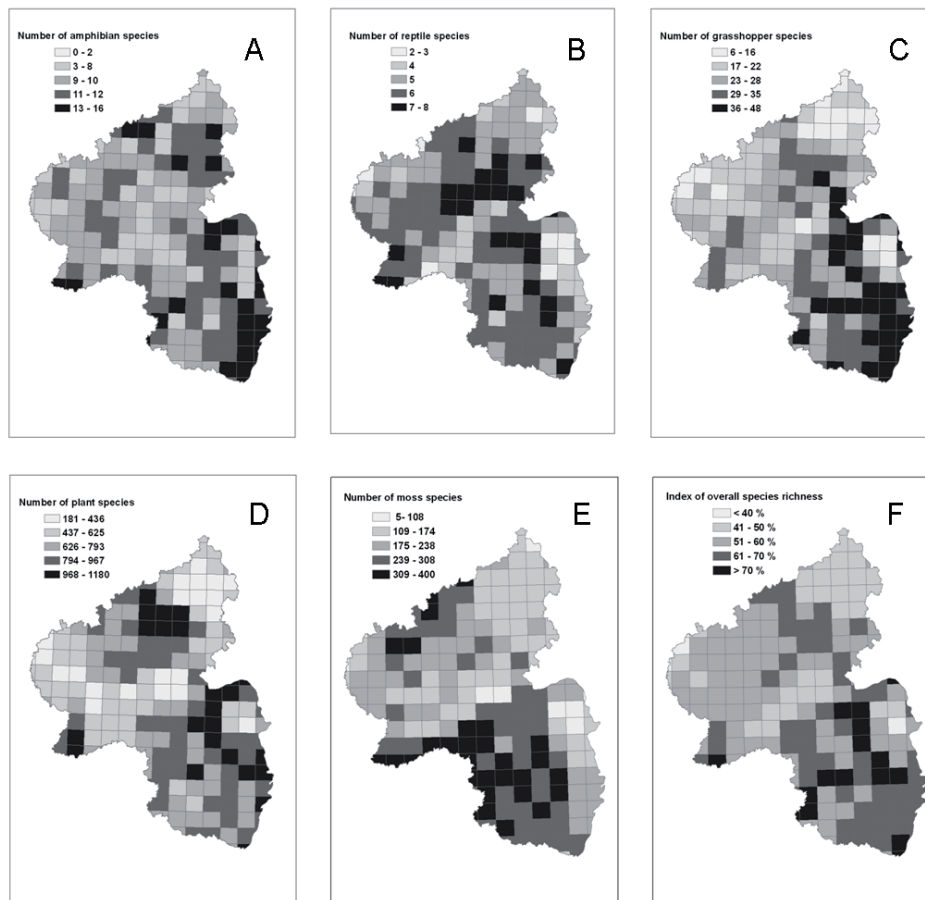 Number of amphibian species
A
0 - 2
3 - 8
9 - 10
11 - 12
13 - 16
Number of reptile species
B
2 - 3
4
5
6
7 - 8
Number of grasshopper species
C
6 - 16
17 - 22
23 - 28
29 - 35
36 - 48
Number of plant species
D
181 - 436
437 - 625
626 - 793
794 - 967
968 - 1180
Number of moss species
E
5- 108
109 - 174
175 - 238
239 - 308
309 - 400
Index of overall species richness
F
< 40 %
41 - 50 %
51 - 60 %
61 - 70 %
> 70 %